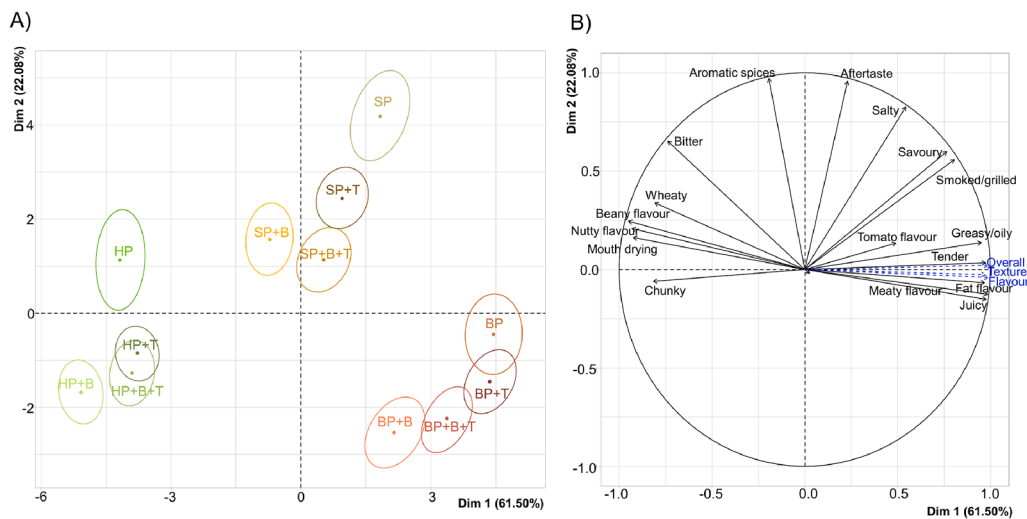 A)
Dim 2 (22.08%)
4
2
0
-2
-6
-3
0
3
Dim 1 (61.50%)
SP
SP+T
SP+B
SP+B+T
HP
HP+T
HP+B
HP+B+T
BP
BP+T
BP+B
BP+B+T
B)
Dim 2 (22.08%)
1.0
0.5
0.0
-0.5
-1.0
-1.0
-0.5
0.0
0.5
1.0
Dim 1 (61.50%)
Aromatic spices
Aftertaste
Salty
Bitter
Savoury
Smoked/grilled
Wheaty
Beany flavour
Nutty flavour
Mouth drying
Tomato flavour
Greasy/oily
Tender
Overall
Texture
Flavour
Chunky
Meaty flavour
Fat flavour
Juicy